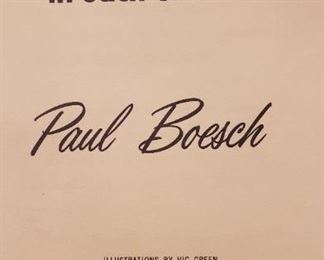 Paul Boesch
ILLUSTRATIONS BY VIC GREEN